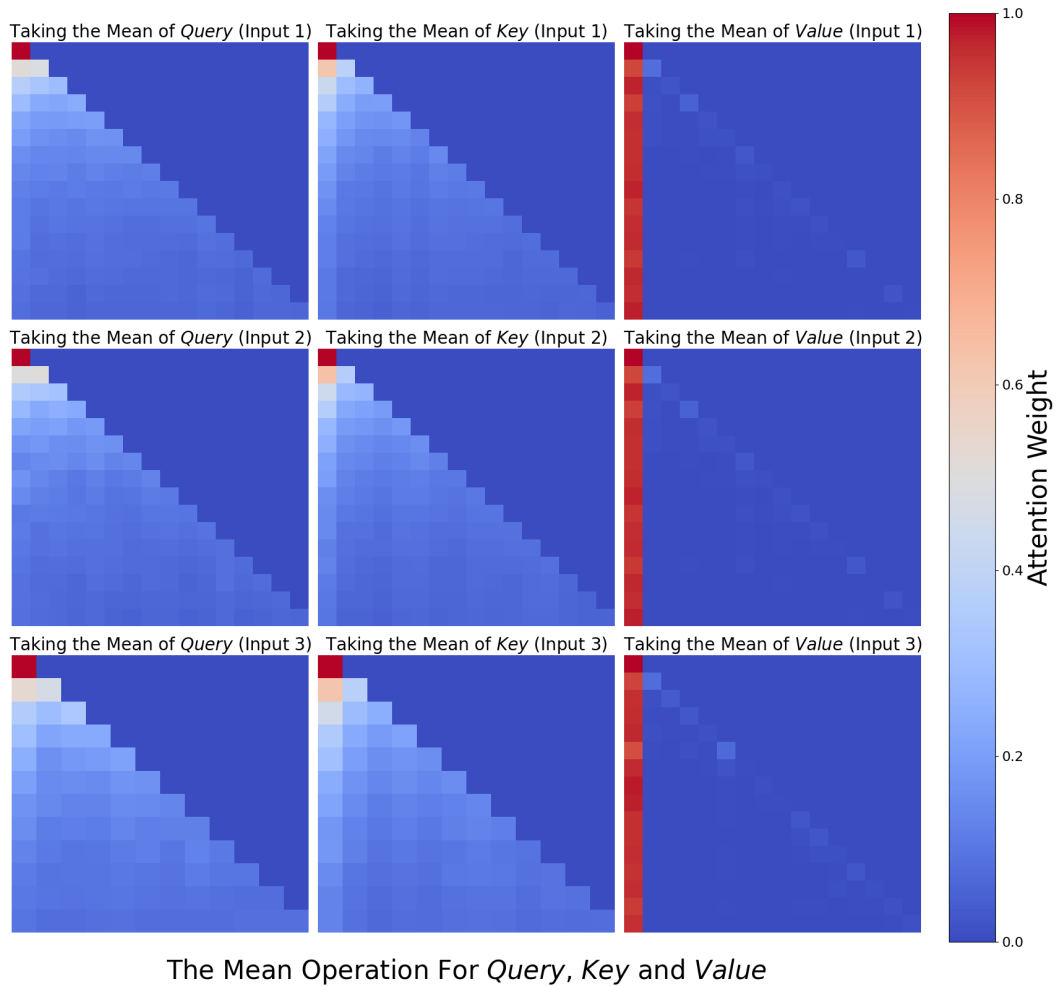 Taking the Mean of Query (Input 1)
Taking the Mean of Key (Input 1)
Taking the Mean of Value (Input 1)
Taking the Mean of Query (Input 2)
Taking the Mean of Key (Input 2)
Taking the Mean of Value (Input 2)
Taking the Mean of Query (Input 3)
Taking the Mean of Key (Input 3)
Taking the Mean of Value (Input 3)
1.0
0.8
0.6
0.4
0.2
0.0
Attention Weight
The Mean Operation For Query, Key and Value